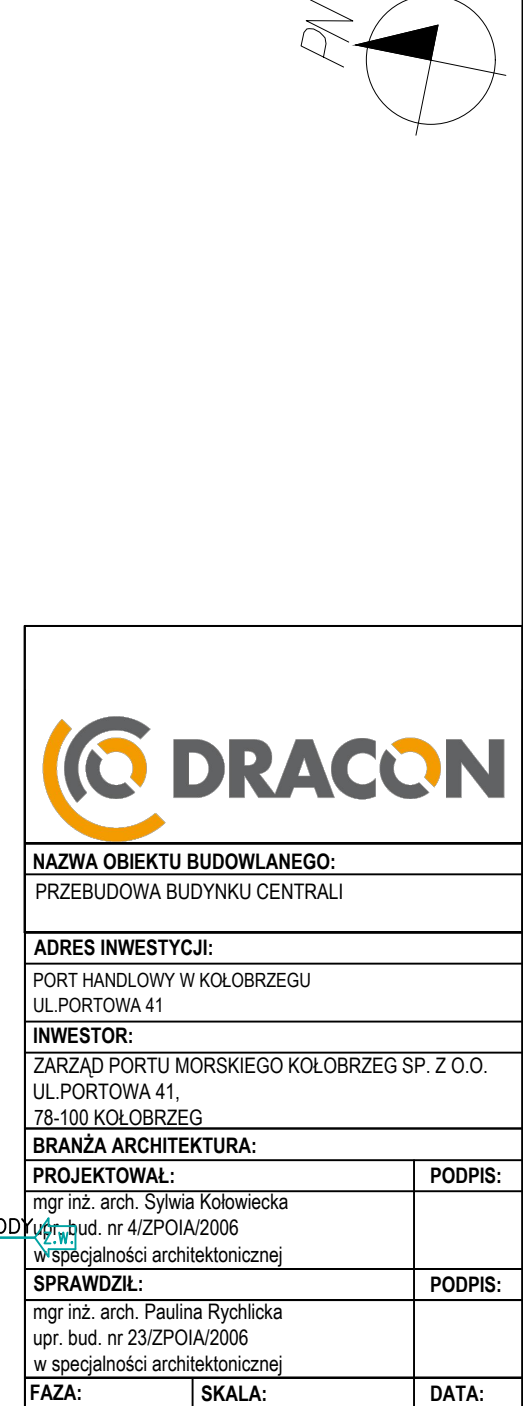 PN
DRACON
NAZWA OBIEKTU BUDOWLANEGO:
PRZEBUDOWA BUDYNKU CENTRALI
ADRES INWESTYCJI:
PORT HANDLOWY W KOŁOBRZEGU
UL.PORTOWA 41
INWESTOR:
ZARZĄD PORTU MORSKIEGO KOŁOBRZEG SP. Z O.O.
UL.PORTOWA 41,
78-100 KOŁOBRZEG
BRANŻA ARCHITEKTURA:
PROJEKTOWAŁ: PODPIS:
mgr inż. arch. Sylwia Kołowiecka
upr. bud. nr 4/ZPOIA/2006
z.w.
w specjalności architektonicznej
SPRAWDZIŁ: PODPIS:
mgr inż. arch. Paulina Rychlicka
upr. bud. nr 23/ZPOIA/2006
w specjalności architektonicznej
FAZA: SKALA: DATA: